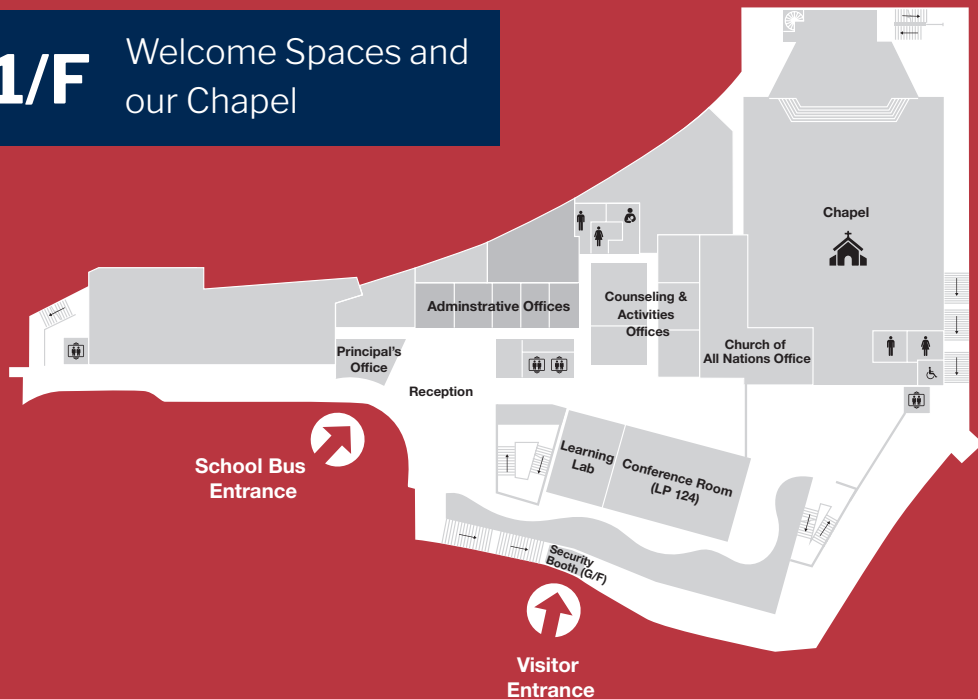 1/F
Welcome Spaces and
our Chapel
Chapel
Adminstrative Offices
Counseling &
Activities
Offices
Church of
All Nations Office
Principal's
Office
Reception
Learning
Lab
Conference Room
(LP 124)
School Bus
Entrance
Security
Booth (G/F)
Visitor
Entrance